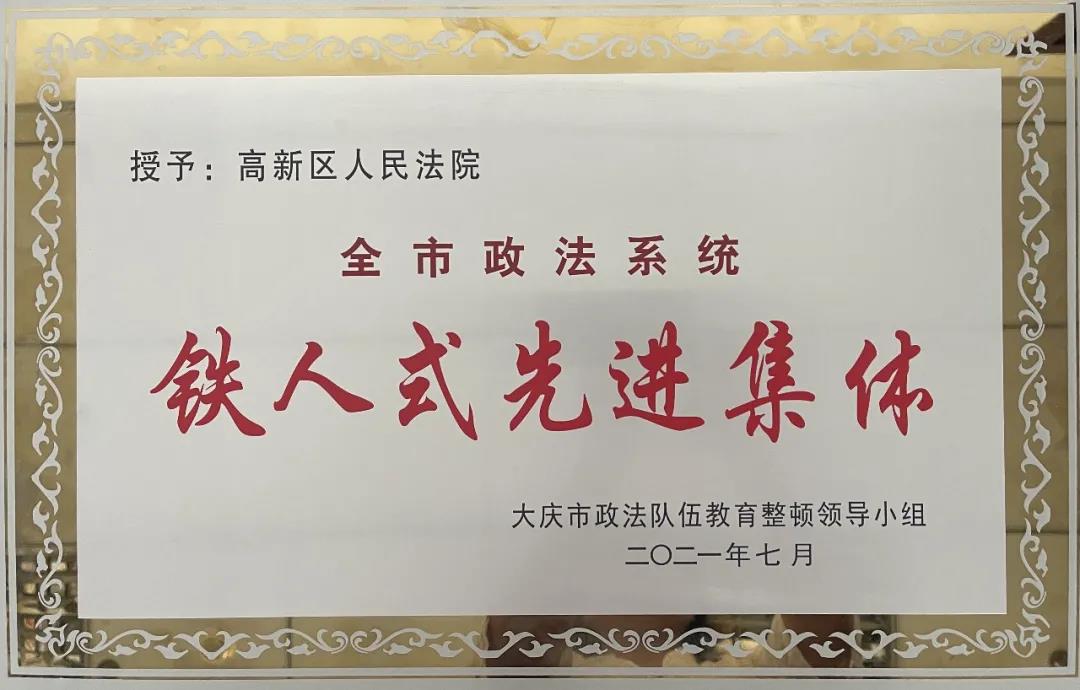 授予：高新区人民法院
全市政法系统
铁人式先进集体
大庆市政法队伍教育整顿领导小组
二〇二一年七月